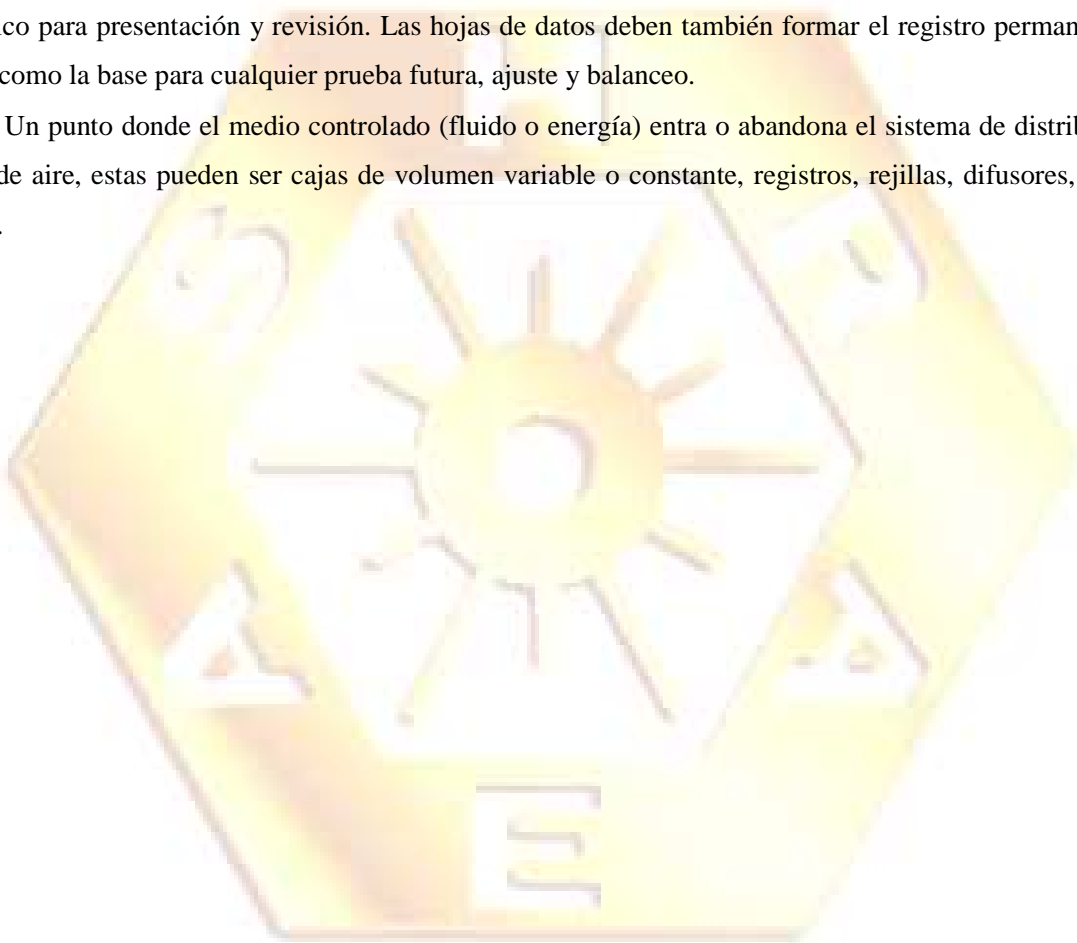 ico para presentación y revisión. Las hojas de datos deben también formar el registro perman
como la base para cualquier prueba futura, ajuste y balanceo.
Un punto donde el medio controlado (fluido o energía) entra o abandona el sistema de distrib
de aire, estas pueden ser cajas de volumen variable o constante, registros, rejillas, difusores,
.
H
S R
A A
E